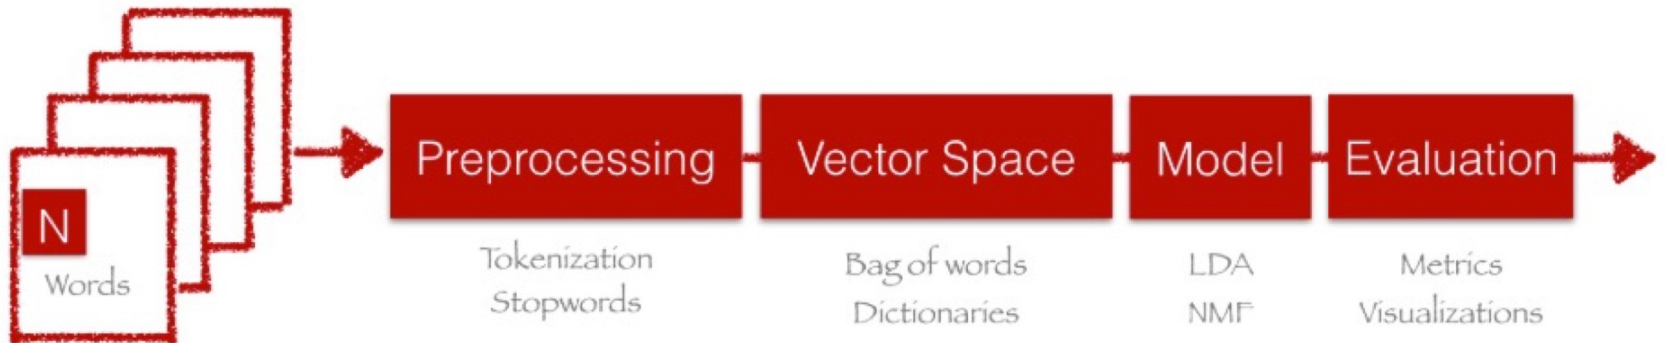 N
Words
Preprocessing
Tokenization
Stopwords
Vector Space
Bag of words
Dictionaries
Model
LDA
NMF
Evaluation
Metrics
Visualizations